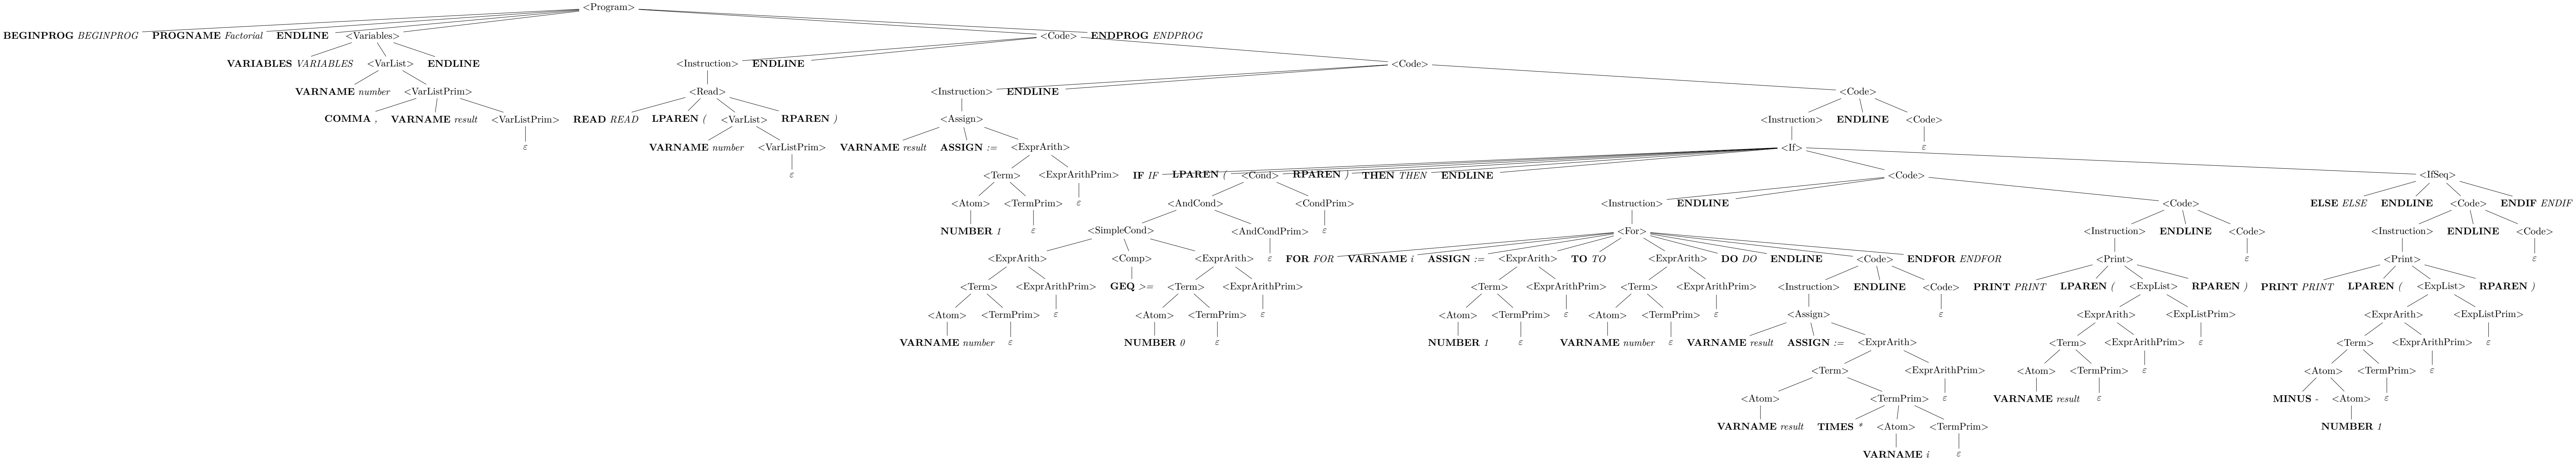 <Program>
BEGINPROG BEGINPROG PROGNAME Factorial ENDLINE <Variables> <Code> ENDPROG ENDPROG
VARIABLES VARIABLES <VarList> ENDLINE <Instruction> ENDLINE <Code>
VARNAME number <VarListPrim> <Read> <Instruction> ENDLINE <Code>
COMMA , VARNAME result <VarListPrim> READ READ LPAREN ( <VarList> RPAREN ) <Assign> <Instruction> ENDLINE <Code>
ε VARNAME number <VarListPrim> VARNAME result ASSIGN := <ExprArith> <If> ε
ε <Term> <ExprArithPrim> IF IF LPAREN ( <Cond> RPAREN ) THEN THEN ENDLINE <Code> <IfSeq>
<Atom> <TermPrim> ε <AndCond> <CondPrim> <Instruction> ENDLINE <Code> ELSE ELSE ENDLINE <Code> ENDIF ENDIF
NUMBER 1 ε <SimpleCond> <AndCondPrim> ε <For> <Instruction> ENDLINE <Code> <Instruction> ENDLINE <Code>
<ExprArith> <Comp> <ExprArith> ε FOR FOR VARNAME i ASSIGN := <ExprArith> TO TO <ExprArith> DO DO ENDLINE <Code> ENDFOR ENDFOR <Print> ε <Print> ε
<Term> <ExprArithPrim> GEQ >= <Term> <ExprArithPrim> <Term> <ExprArithPrim> <Term> <ExprArithPrim> <Instruction> ENDLINE <Code> PRINT PRINT LPAREN ( <ExpList> RPAREN ) PRINT PRINT LPAREN ( <ExpList> RPAREN )
<Atom> <TermPrim> ε <Atom> <TermPrim> ε <Atom> <TermPrim> ε <Atom> <TermPrim> ε <Assign> ε <ExprArith> <ExpListPrim> <ExprArith> <ExpListPrim>
VARNAME number ε NUMBER 0 ε NUMBER 1 ε VARNAME number ε VARNAME result ASSIGN := <ExprArith> <Term> <ExprArithPrim> ε <Term> <ExprArithPrim> ε
<Term> <ExprArithPrim> <Atom> <TermPrim> ε <Atom> <TermPrim> ε
<Atom> <TermPrim> ε VARNAME result ε MINUS - <Atom> ε
VARNAME result TIMES * <Atom> <TermPrim> NUMBER 1
VARNAME i ε